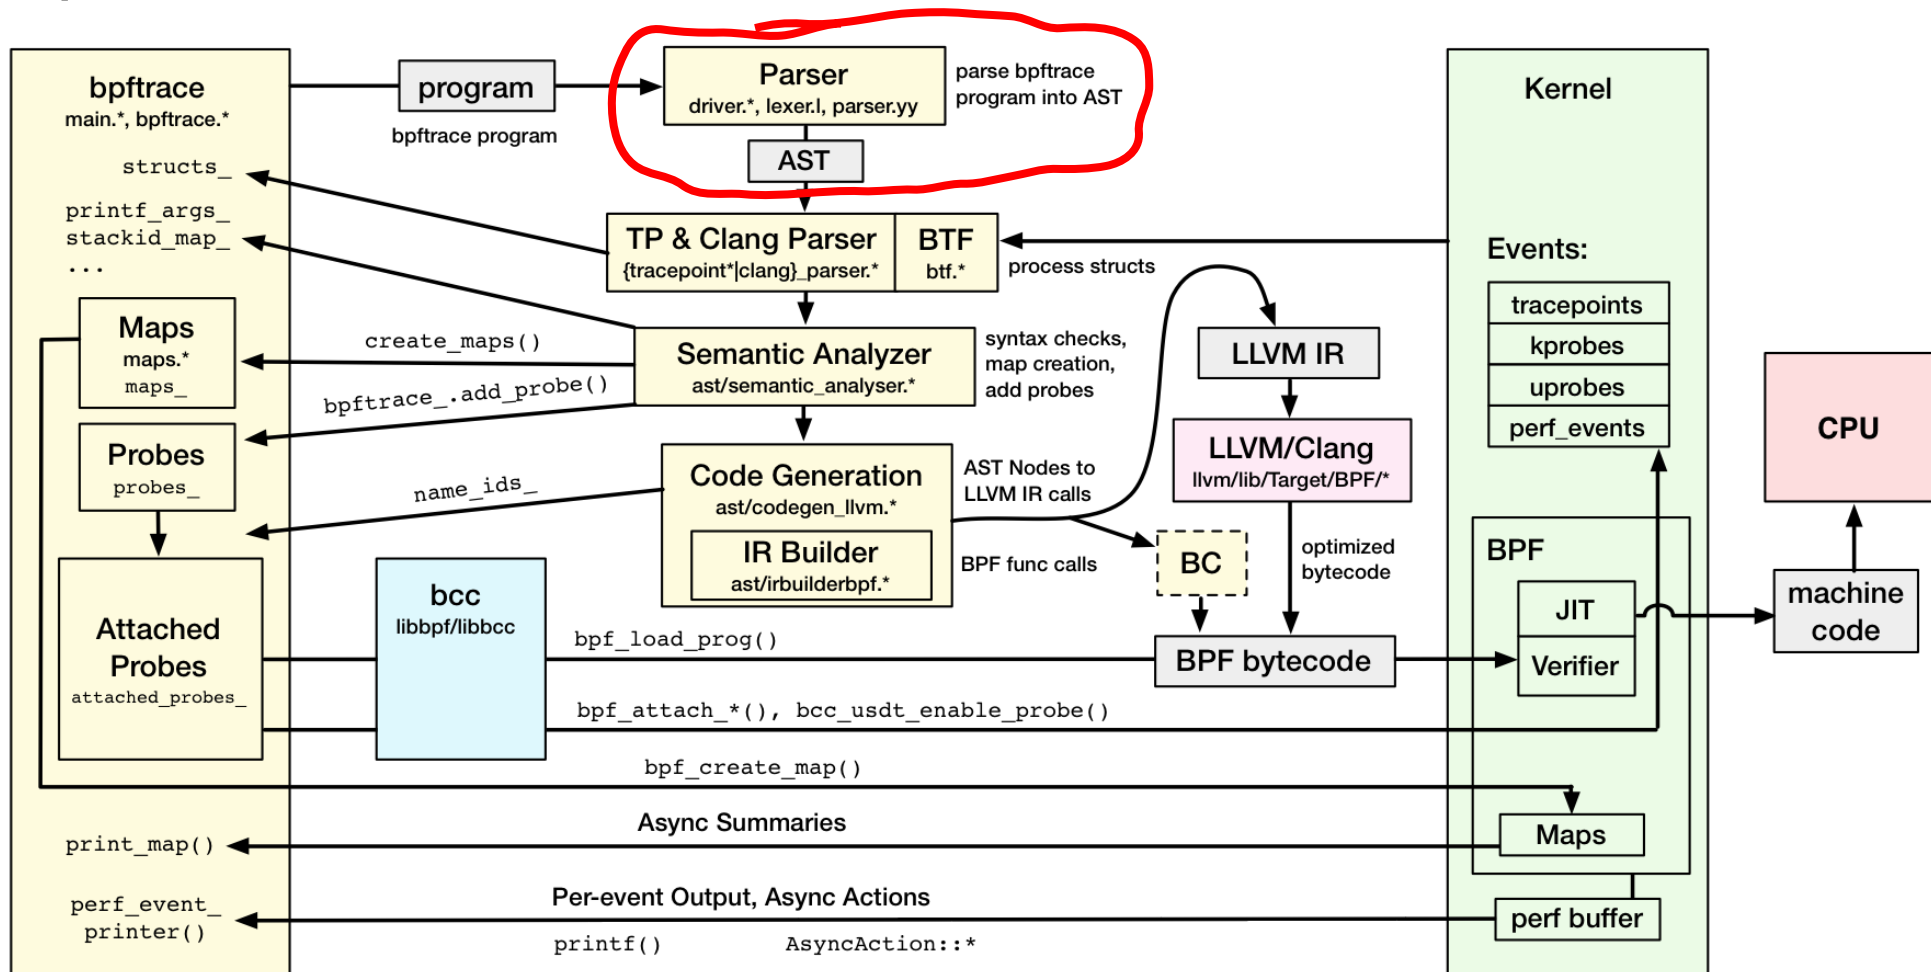 bpftrace
main.*, bpftrace.*
structs_
printf_args_
stackid_map_
...
Maps
maps.*
maps_
Probes
probes_
Attached
Probes
attached_probes_
print_map()
perf_event_
printer()
program
bpftrace program
Parser
driver.*, lexer.l, parser.yy
parse bpftrace
program into AST
AST
TP & Clang Parser
{tracepoint*|clang}_parser.*
BTF
btf.*
process structs
create_maps()
bpftrace_.add_probe()
name_ids_
Semantic Analyzer
ast/semantic_analyser.*
syntax checks,
map creation,
add probes
Code Generation
ast/codegen_llvm.*
IR Builder
ast/irbuilderbpf.*
AST Nodes to
LLVM IR calls
BPF func calls
LLVM IR
LLVM/Clang
llvm/lib/Target/BPF/*
BC
optimized
bytecode
bcc
libbpf/libbcc
bpf_load_prog()
BPF bytecode
bpf_attach_*(), bcc_usdt_enable_probe()
bpf_create_map()
Async Summaries
Per-event Output, Async Actions
printf()
AsyncAction::*
Kernel
Events:
tracepoints
kprobes
uprobes
perf_events
BPF
JIT
Verifier
Maps
perf buffer
CPU
machine
code